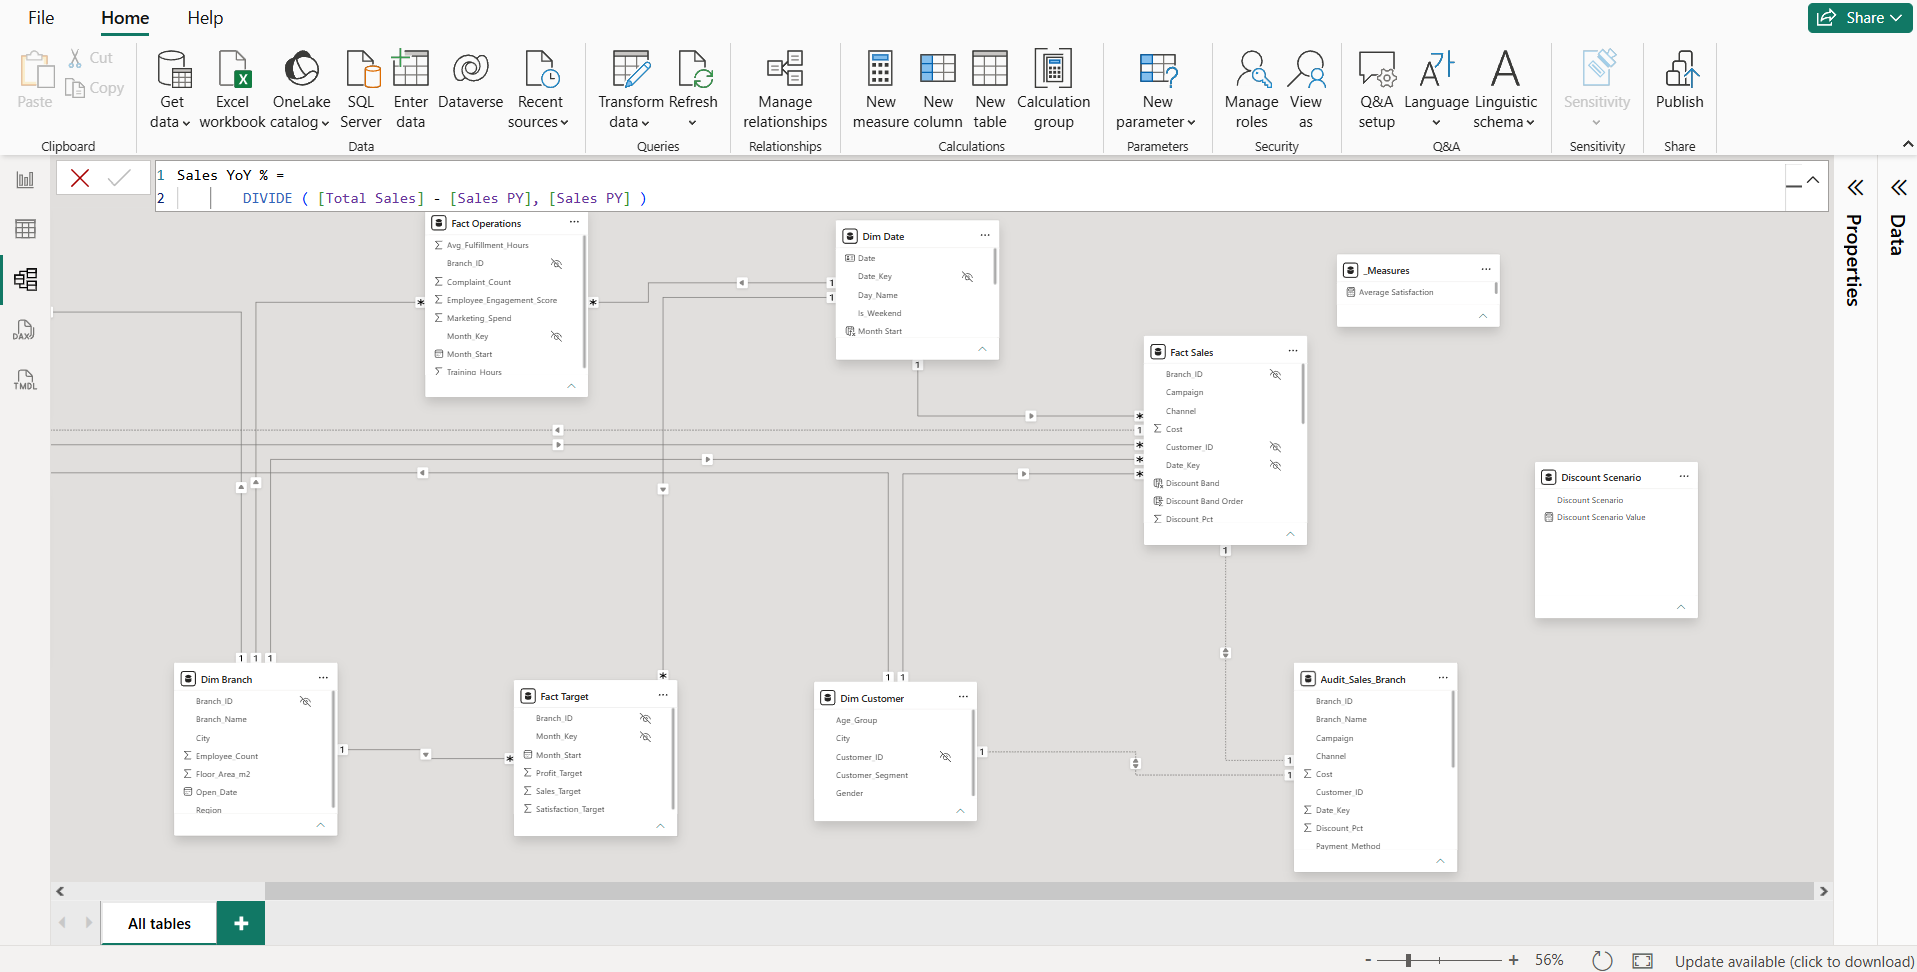 File
Home
Help
Share
Paste
Cut
Copy
Clipboard
Get data
Excel workbook
OneLake catalog
SQL Server
Enter data
Dataverse
Recent sources
Data
Transform data
Refresh
Queries
Manage relationships
Relationships
New measure
New column
New table
Calculation group
Calculations
New parameter
Parameters
Manage roles
View as
Security
Q&A setup
Language
Linguistic schema
Q&A
Sensitivity
Sensitivity
Publish
Share
1 Sales YoY % =
2 DIVIDE ( [Total Sales] - [Sales PY], [Sales PY] )
DAX
TMDL
Properties
Data
Fact Operations
Avg_Fulfillment_Hours
Branch_ID
Complaint_Count
Employee_Engagement_Score
Marketing_Spend
Month_Key
Month_Start
Training_Hours
Dim Date
Date
Date_Key
Day_Name
Is_Weekend
Month Start
_Measures
Average Satisfaction
Fact Sales
Branch_ID
Campaign
Channel
Cost
Customer_ID
Date_Key
Discount Band
Discount Band Order
Discount_Pct
Discount Scenario
Discount Scenario
Discount Scenario Value
Dim Branch
Branch_ID
Branch_Name
City
Employee_Count
Floor_Area_m2
Open_Date
Region
Fact Target
Branch_ID
Month_Key
Month_Start
Profit_Target
Sales_Target
Satisfaction_Target
Dim Customer
Age_Group
City
Customer_ID
Customer_Segment
Gender
Audit_Sales_Branch
Branch_ID
Branch_Name
Campaign
Channel
Cost
Customer_ID
Date_Key
Discount_Pct
Payment_Method
All tables
56%
Update available (click to download)